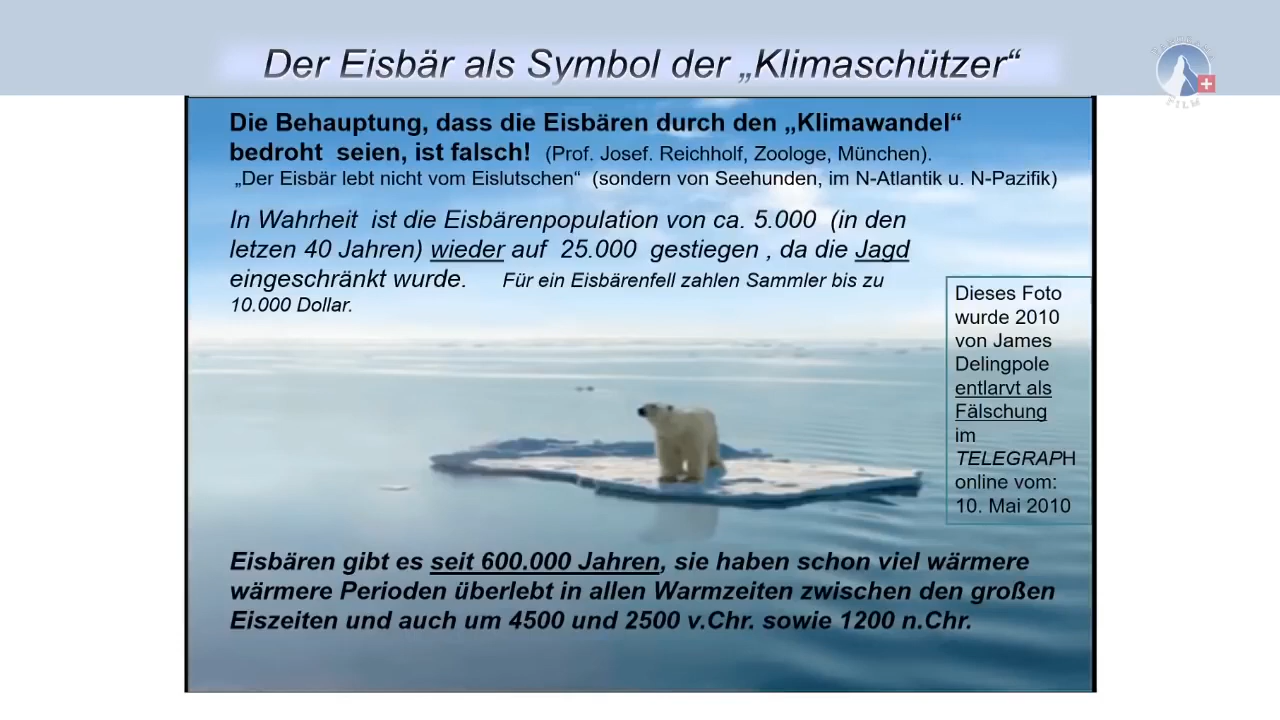 Der Eisbär als Symbol der „Klimaschützer“
PANORAMA
FILM
Die Behauptung, dass die Eisbären durch den „Klimawandel“
bedroht seien, ist falsch! (Prof. Josef. Reichholf, Zoologe, München).
„Der Eisbär lebt nicht vom Eislutschen“ (sondern von Seehunden, im N-Atlantik u. N-Pazifik)
In Wahrheit ist die Eisbärenpopulation von ca. 5.000 (in den
letzen 40 Jahren) wieder auf 25.000 gestiegen , da die Jagd
eingeschränkt wurde. Für ein Eisbärenfell zahlen Sammler bis zu
10.000 Dollar.
Dieses Foto
wurde 2010
von James
Delingpole
entlarvt als
Fälschung
im
TELEGRAPH
online vom:
10. Mai 2010
Eisbären gibt es seit 600.000 Jahren, sie haben schon viel wärmere
wärmere Perioden überlebt in allen Warmzeiten zwischen den großen
Eiszeiten und auch um 4500 und 2500 v.Chr. sowie 1200 n.Chr.